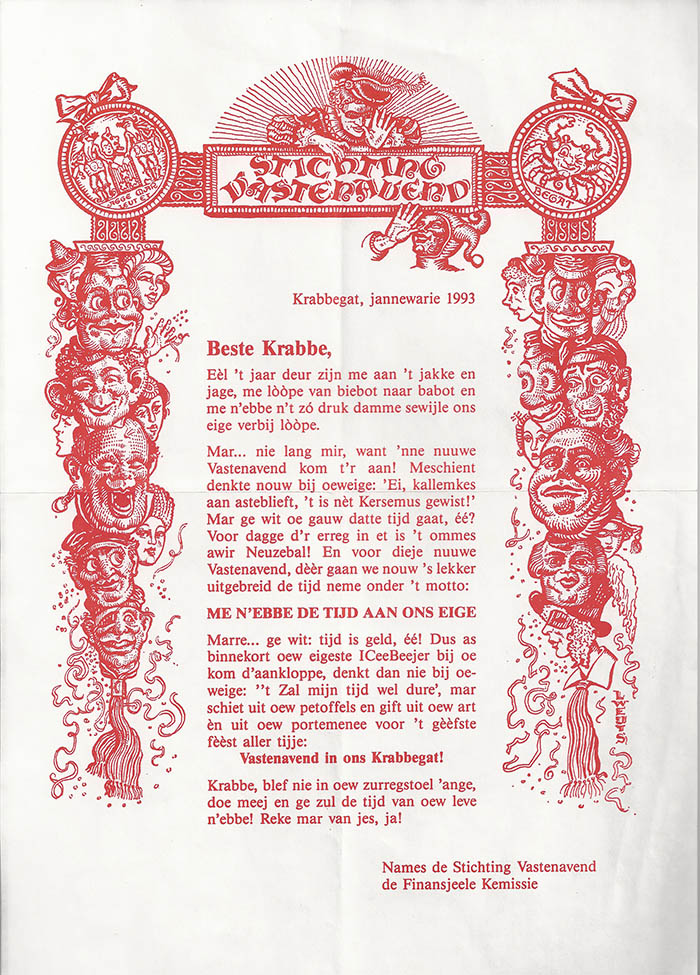 STICHTING
VASTENAVEND
AGGE MAR
LEUT ET
BEGAT
Krabbegat, jannewarie 1993
Beste Krabbe,
Eèl 't jaar deur zijn me aan 't jakke en
jage, me lòòpe van biebot naar babot en
me n'ebbe n't zó druk damme sewijle ons
eige verbij lòòpe.
Mar... nie lang mir, want 'nne nuuwe
Vastenavend kom t'r aan! Meschient
denkte nouw bij oeweige: 'Ei, kallemkes
aan asteblieft, 't is nèt Kersemus gewist!'
Mar ge wit oe gauw datte tijd gaat, éé?
Voor dagge d'r erreg in et is 't ommes
awir Neuzebal! En voor dieje nuuwe
Vastenavend, dèèr gaan we nouw 's lekker
uitgebreid de tijd neme onder 't motto:
ME N'EBBE DE TIJD AAN ONS EIGE
Marre... ge wit: tijd is geld, éé! Dus as
binnekort oew eigeste ICeeBeejer bij oe
kom d'aankloppe, denkt dan nie bij oe-
weige: ''t Zal mijn tijd wel dure', mar
schiet uit oew petoffels en gift uit oew art
èn uit oew portemenee voor 't gèèfste
fèèst aller tijje:
Vastenavend in ons Krabbegat!
Krabbe, blef nie in oew zurregstoel 'ange,
doe meej en ge zul de tijd van oew leve
n'ebbe! Reke mar van jes, ja!
L.WEIJTS
Names de Stichting Vastenavend
de Finansjeele Kemissie